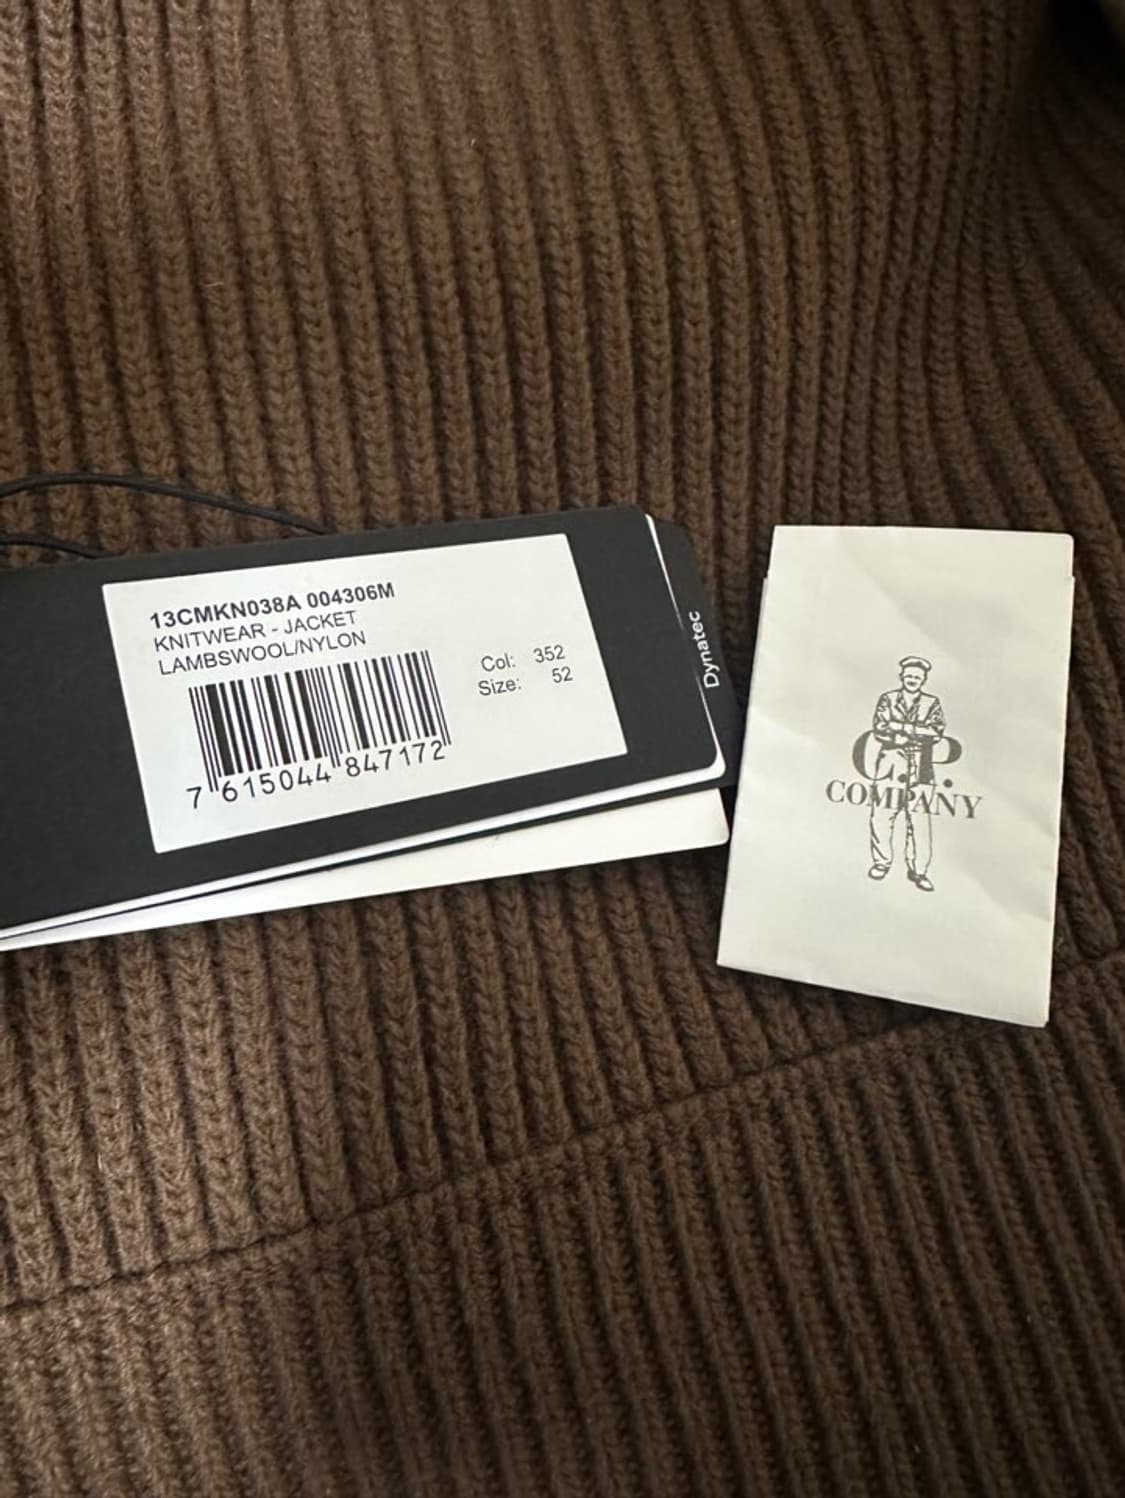 13CMKN038A 004306M
KNITWEAR - JACKET
LAMBSWOOL/NYLON
Col: 352
Size: 52
7 615044 847172
Dynatec
C.P.
COMPANY